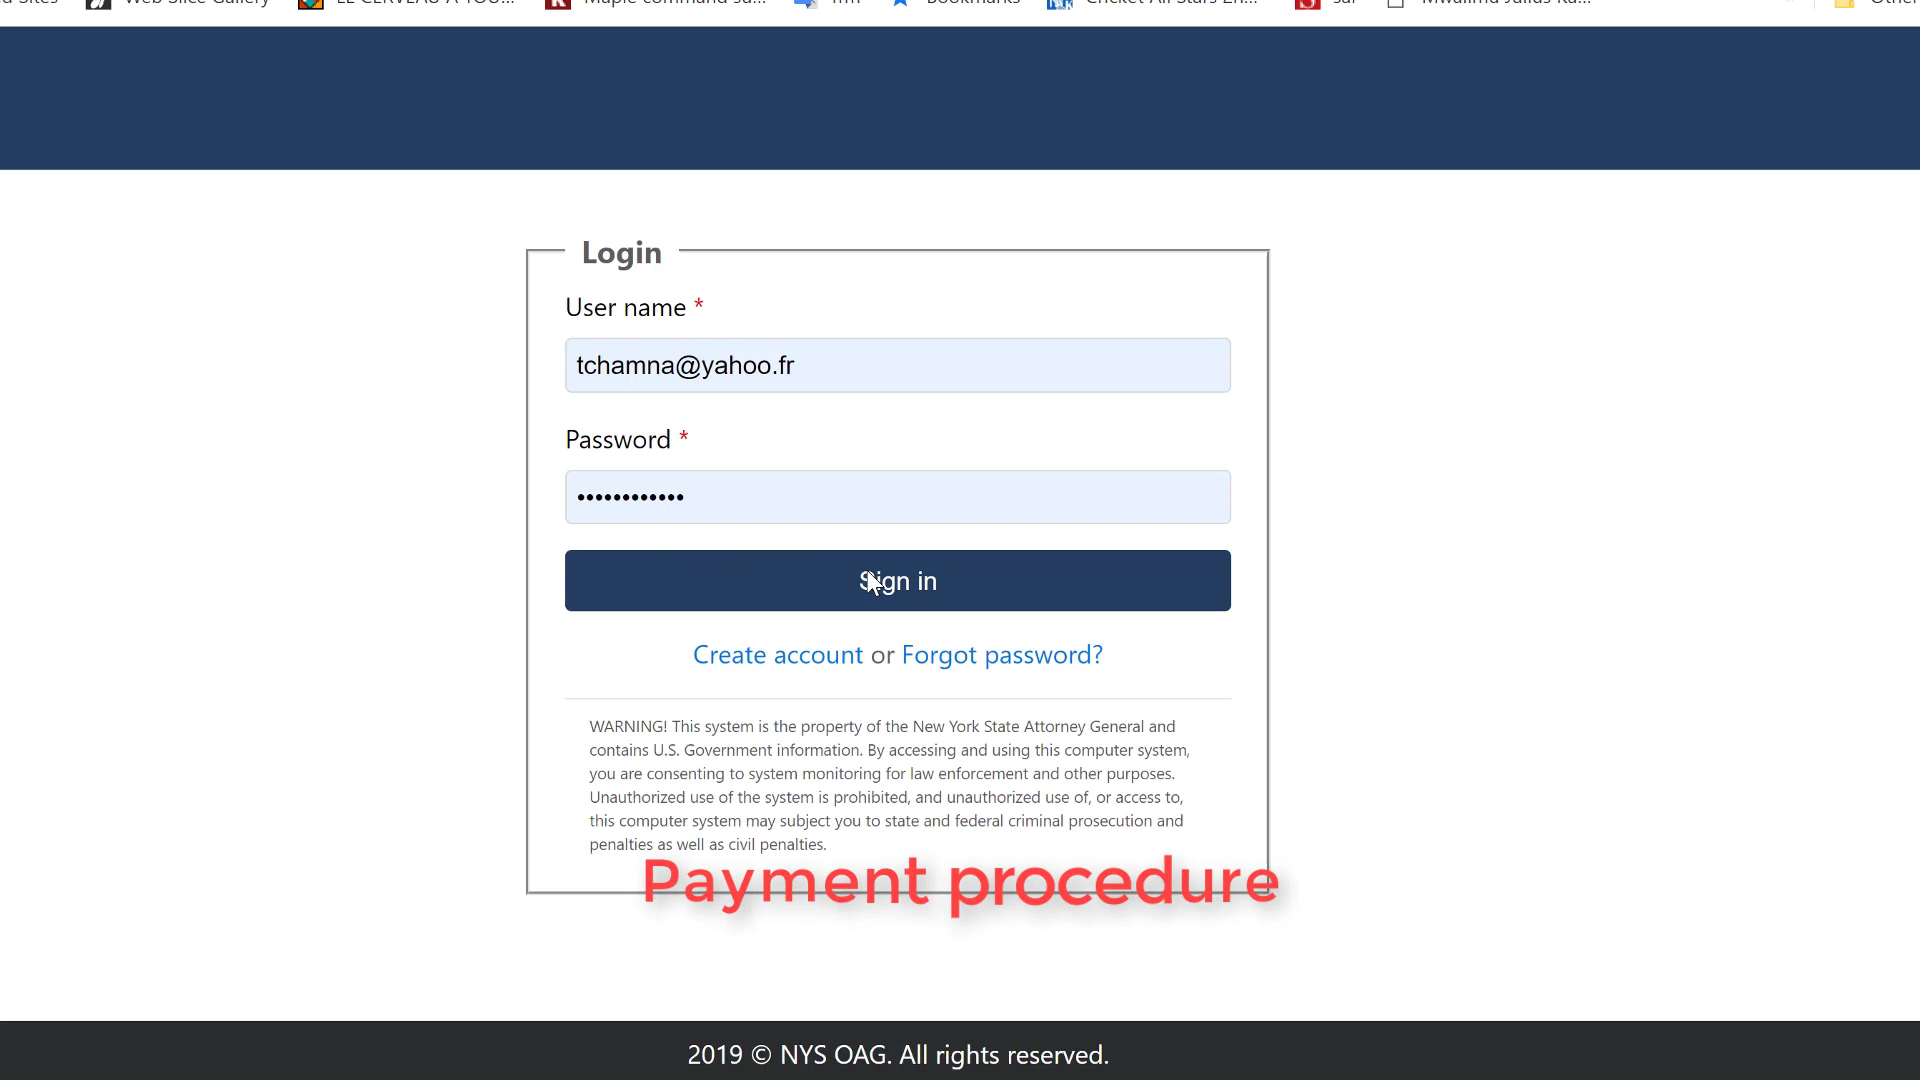 Login
User name *
tchamna@yahoo.fr
Password *
••••••••••••
Sign in
Create account or Forgot password?
WARNING! This system is the property of the New York State Attorney General and
contains U.S. Government information. By accessing and using this computer system,
you are consenting to system monitoring for law enforcement and other purposes.
Unauthorized use of the system is prohibited, and unauthorized use of, or access to,
this computer system may subject you to state and federal criminal prosecution and
penalties as well as civil penalties.
Payment procedure
2019 © NYS OAG. All rights reserved.